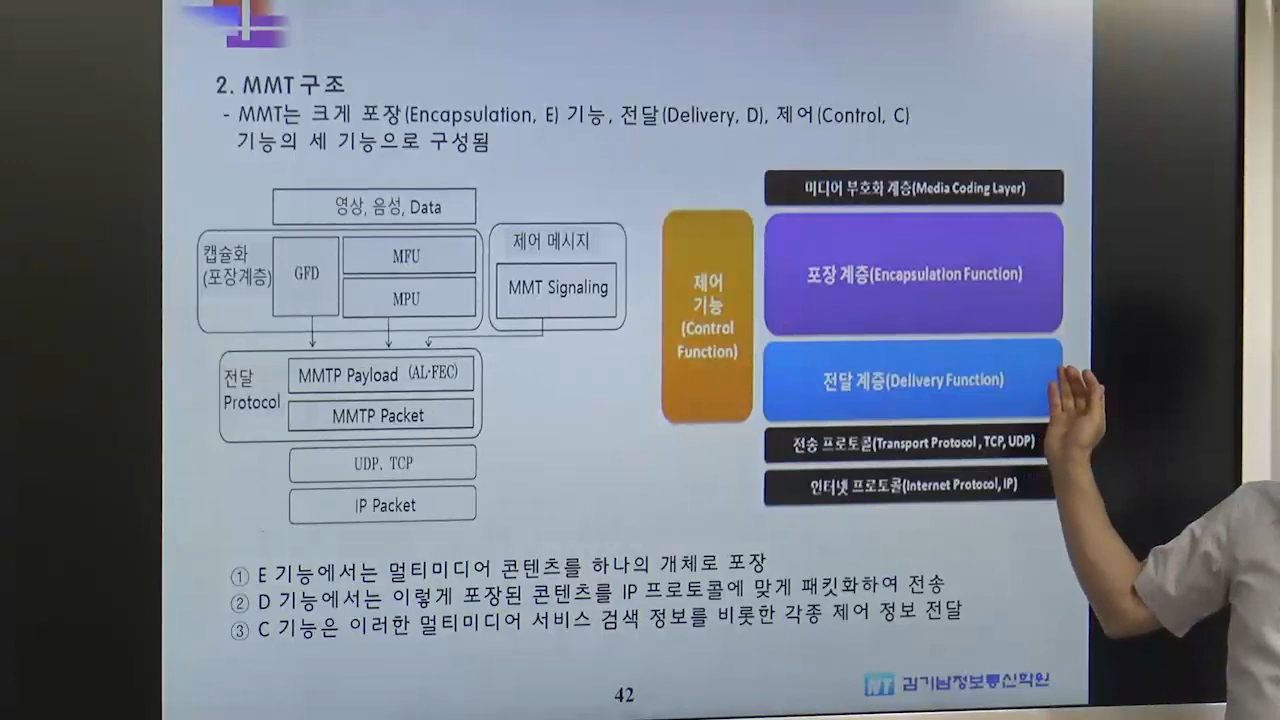 2. MMT 구조
- MMT는 크게 포장(Encapsulation, E) 기능, 전달(Delivery, D), 제어(Control, C)
기능의 세 기능으로 구성됨
영상, 음성, Data
캡슐화
(포장계층)
GFD
MFU
MPU
제어 메시지
MMT Signaling
전달
Protocol
MMTP Payload (AL-FEC)
MMTP Packet
UDP, TCP
IP Packet
제어
기능
(Control
Function)
미디어 부호화 계층(Media Coding Layer)
포장 계층(Encapsulation Function)
전달 계층(Delivery Function)
전송 프로토콜(Transport Protocol , TCP, UDP)
인터넷 프로토콜(Internet Protocol, IP)
① E 기능에서는 멀티미디어 콘텐츠를 하나의 개체로 포장
② D 기능에서는 이렇게 포장된 콘텐츠를 IP 프로토콜에 맞게 패킷화하여 전송
③ C 기능은 이러한 멀티미디어 서비스 검색 정보를 비롯한 각종 제어 정보 전달
42
NT 김기남정보통신학원